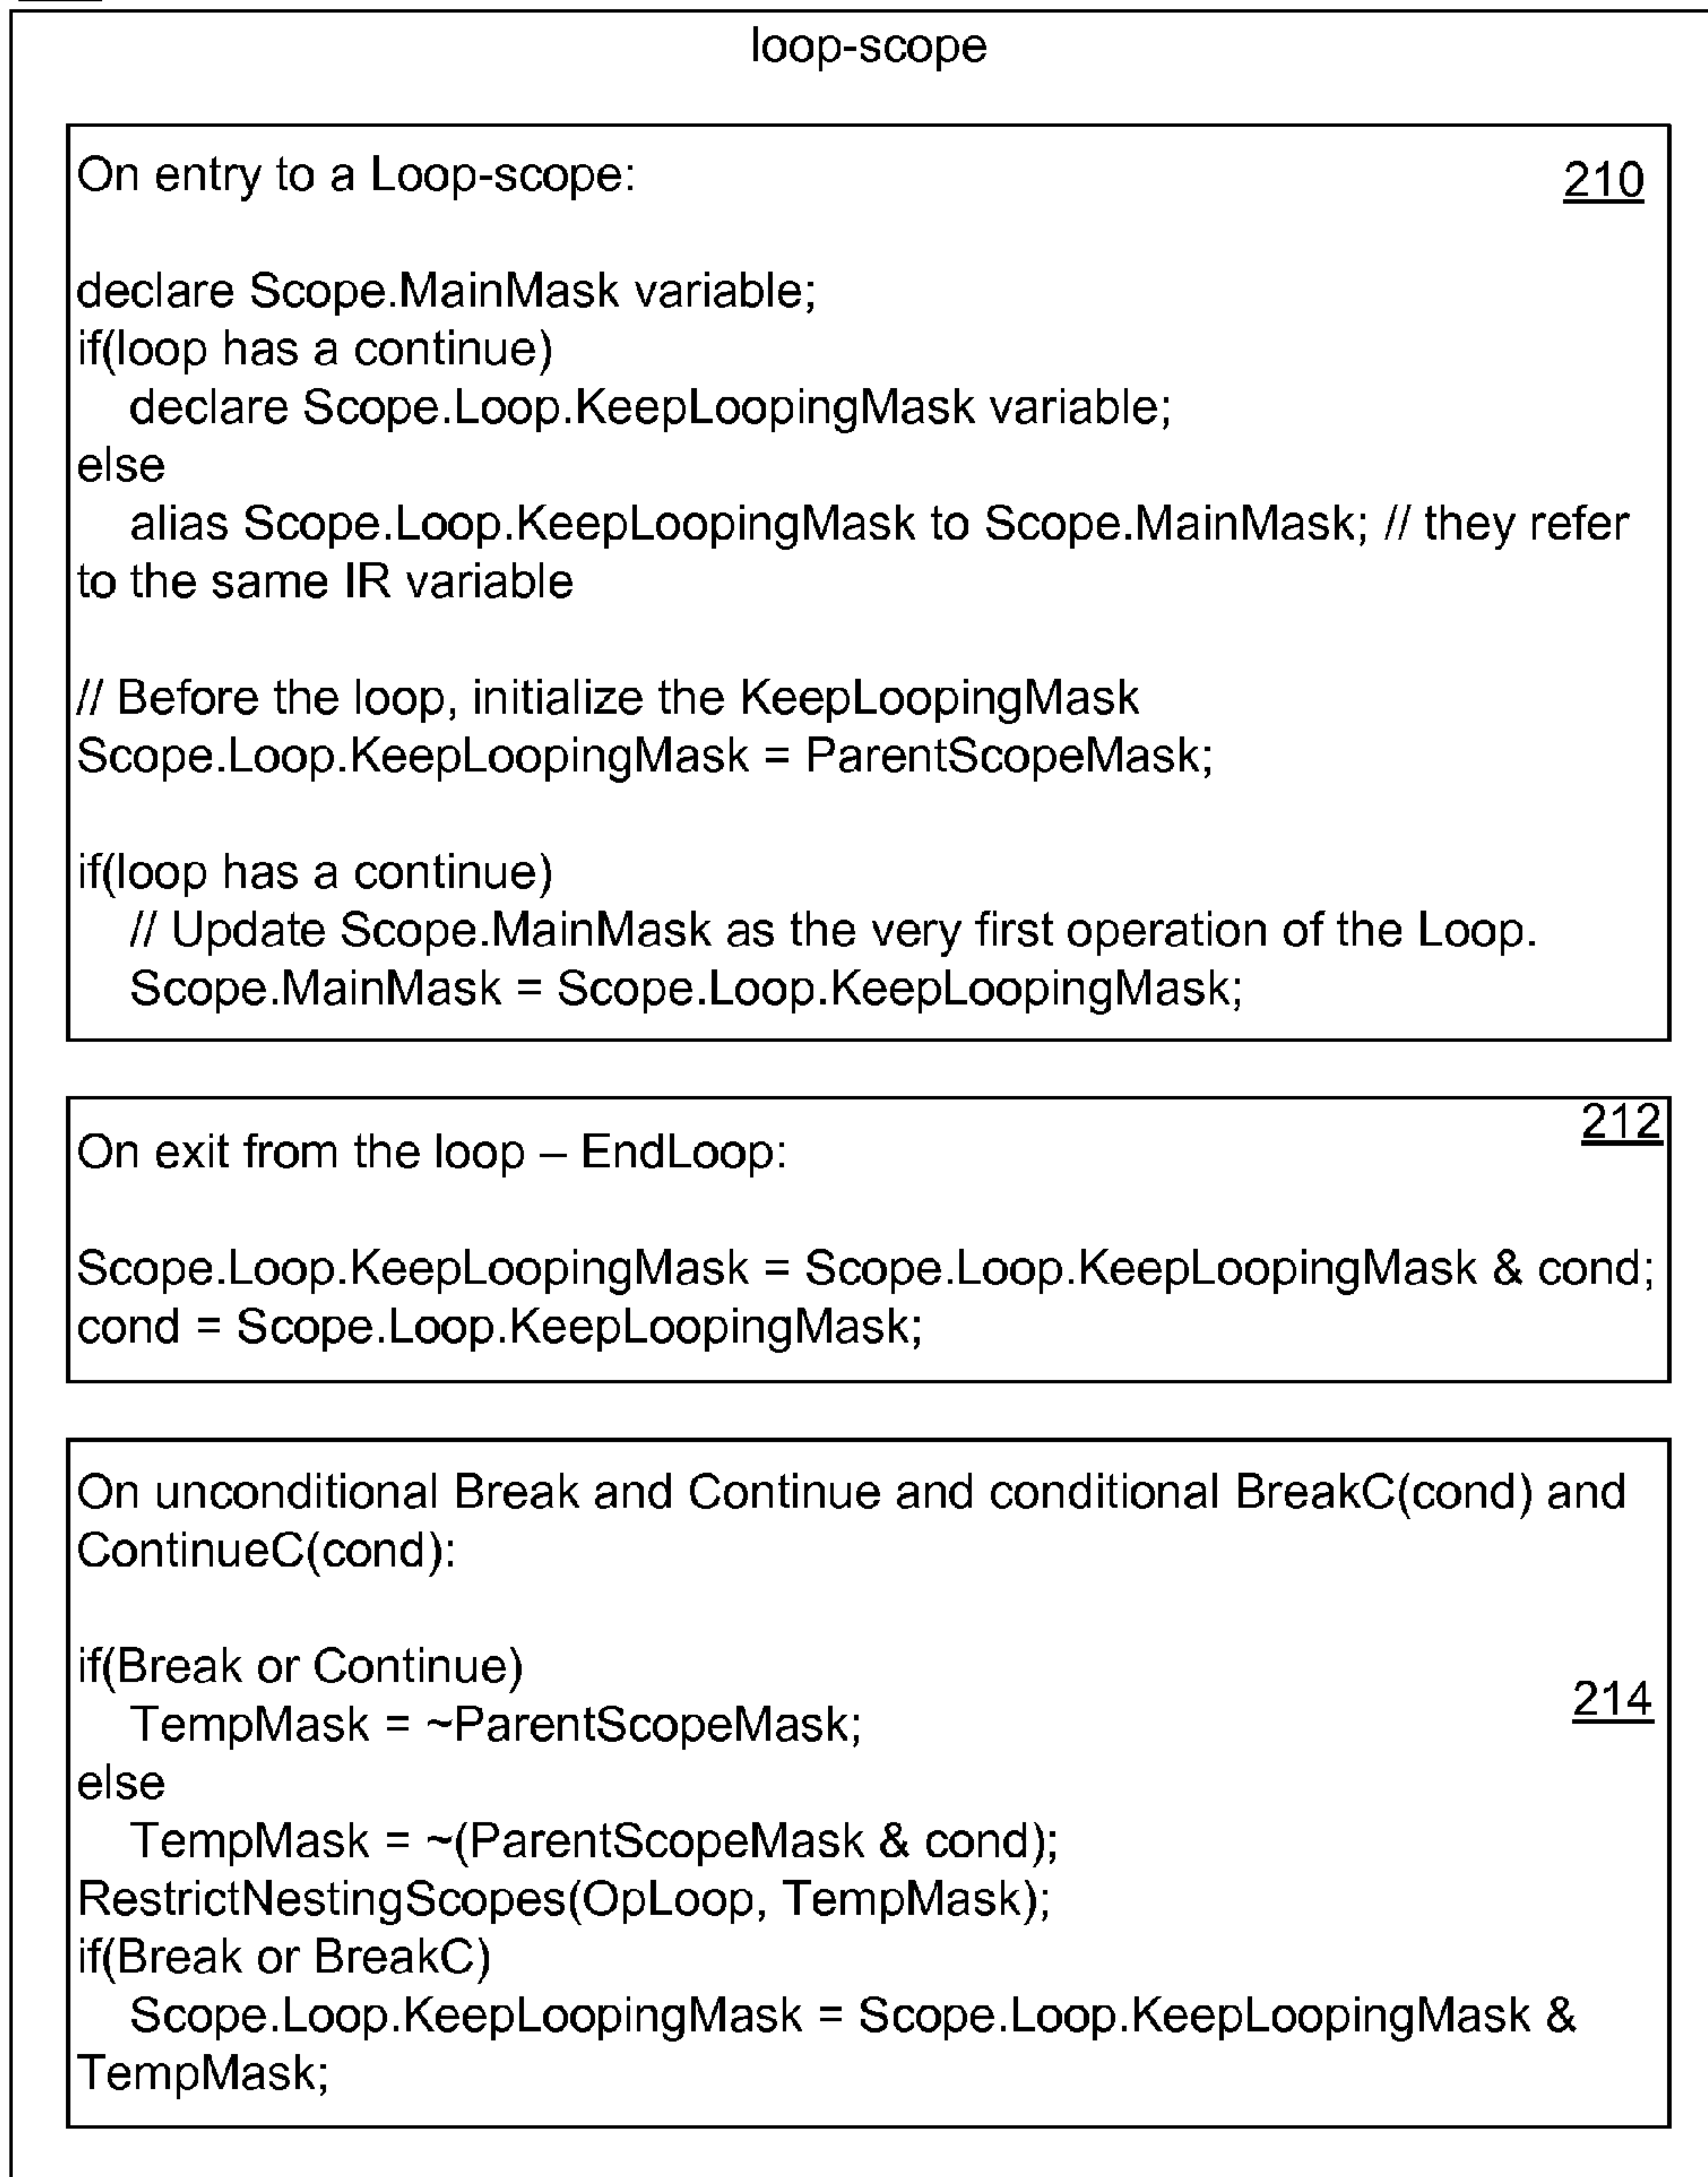 loop-scope
On entry to a Loop-scope:
210
declare Scope.MainMask variable;
if(loop has a continue)
declare Scope.Loop.KeepLoopingMask variable;
else
alias Scope.Loop.KeepLoopingMask to Scope.MainMask; // they refer
to the same IR variable
// Before the loop, initialize the KeepLoopingMask
Scope.Loop.KeepLoopingMask = ParentScopeMask;
if(loop has a continue)
// Update Scope.MainMask as the very first operation of the Loop.
Scope.MainMask = Scope.Loop.KeepLoopingMask;
212
On exit from the loop – EndLoop:
Scope.Loop.KeepLoopingMask = Scope.Loop.KeepLoopingMask & cond;
cond = Scope.Loop.KeepLoopingMask;
On unconditional Break and Continue and conditional BreakC(cond) and
ContinueC(cond):
if(Break or Continue)
TempMask = ~ParentScopeMask;
214
else
TempMask = ~(ParentScopeMask & cond);
RestrictNestingScopes(OpLoop, TempMask);
if(Break or BreakC)
Scope.Loop.KeepLoopingMask = Scope.Loop.KeepLoopingMask &
TempMask;